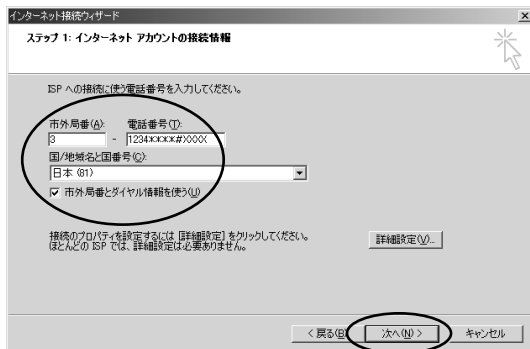 インターネット接続ウィザード
ステップ 1: インターネット アカウントの接続情報
ISP への接続に使う電話番号を入力してください。
市外局番(A): 電話番号(T):
3 - 1234××××#XXXX
国/地域名と国番号(C):
日本 (81)
市外局番とダイヤル情報を使う(U)
接続のプロパティを設定するには [詳細設定] をクリックしてください。
ほとんどの ISP では、詳細設定は必要ありません。
詳細設定(V)...
< 戻る(B) 次へ(N) > キャンセル